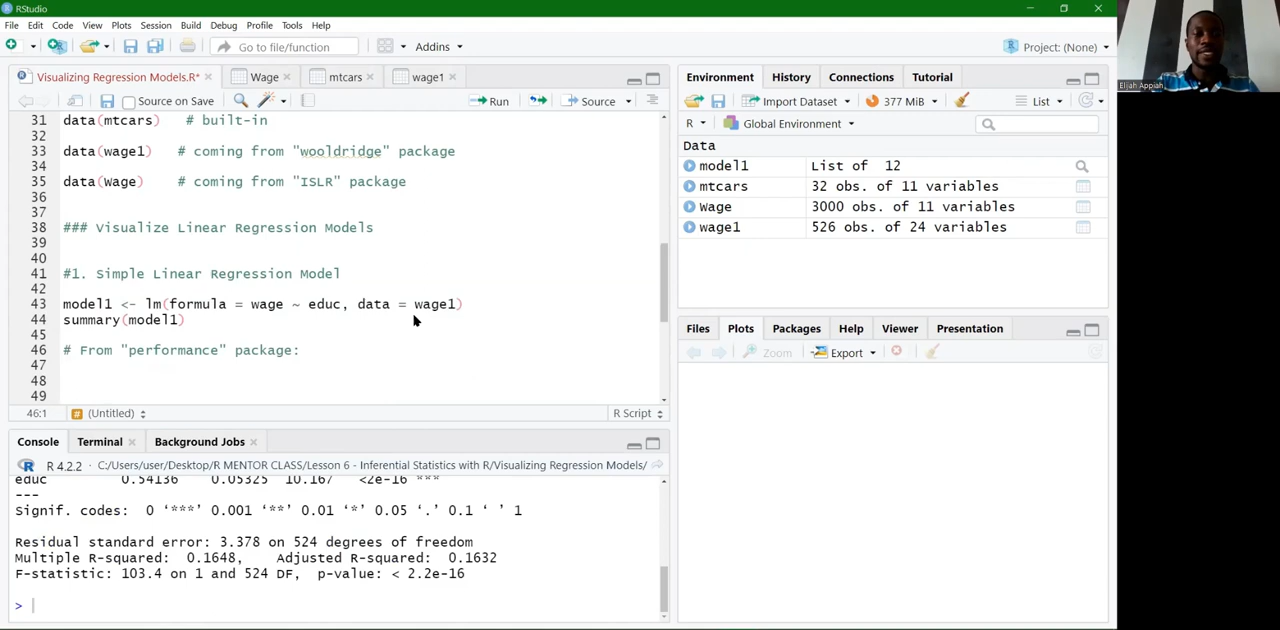 RStudio
File Edit Code View Plots Session Build Debug Profile Tools Help
Go to file/function Addins Project: (None)
Elijah Appiah
Visualizing Regression Models.R* Wage mtcars wage1
Source on Save Run Source
31 data(mtcars) # built-in
32
33 data(wage1) # coming from "wooldridge" package
34
35 data(Wage) # coming from "ISLR" package
36
37
38 ### Visualize Linear Regression Models
39
40
41 #1. Simple Linear Regression Model
42
43 model1 <- lm(formula = wage ~ educ, data = wage1)
44 summary(model1)
45
46 # From "performance" package:
47
48
49
46:1 # (Untitled) R Script
Console Terminal Background Jobs
R 4.2.2 · C:/Users/user/Desktop/R MENTOR CLASS/Lesson 6 - Inferential Statistics with R/Visualizing Regression Models/
educ 0.54136 0.05325 10.167 <2e-16 ***
---
Signif. codes: 0 ‘***’ 0.001 ‘**’ 0.01 ‘*’ 0.05 ‘.’ 0.1 ‘ ’ 1
Residual standard error: 3.378 on 524 degrees of freedom
Multiple R-squared: 0.1648, Adjusted R-squared: 0.1632
F-statistic: 103.4 on 1 and 524 DF, p-value: < 2.2e-16
>
Environment History Connections Tutorial
Import Dataset 377 MiB List
R Global Environment
Data
model1 List of 12
mtcars 32 obs. of 11 variables
Wage 3000 obs. of 11 variables
wage1 526 obs. of 24 variables
Files Plots Packages Help Viewer Presentation
Zoom Export